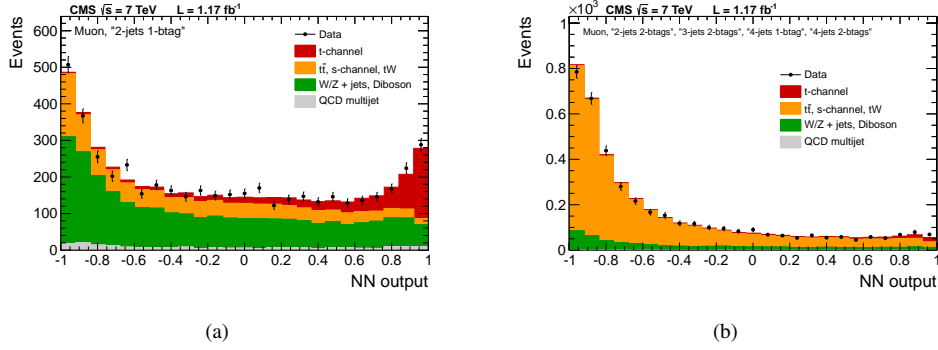 CMS √s = 7 TeV L = 1.17 fb⁻¹
Muon, "2-jets 1-btag"
Data
t-channel
tt̄, s-channel, tW
W/Z + jets, Diboson
QCD multijet
Events
600
500
400
300
200
100
0
-1 -0.8 -0.6 -0.4 -0.2 0 0.2 0.4 0.6 0.8 1
NN output
(a)
×10³
CMS √s = 7 TeV L = 1.17 fb⁻¹
Muon, "2-jets 2-btags", "3-jets 2-btags", "4-jets 1-btag", "4-jets 2-btags"
Data
t-channel
tt̄, s-channel, tW
W/Z + jets, Diboson
QCD multijet
Events
1
0.8
0.6
0.4
0.2
0
-1 -0.8 -0.6 -0.4 -0.2 0 0.2 0.4 0.6 0.8 1
NN output
(b)